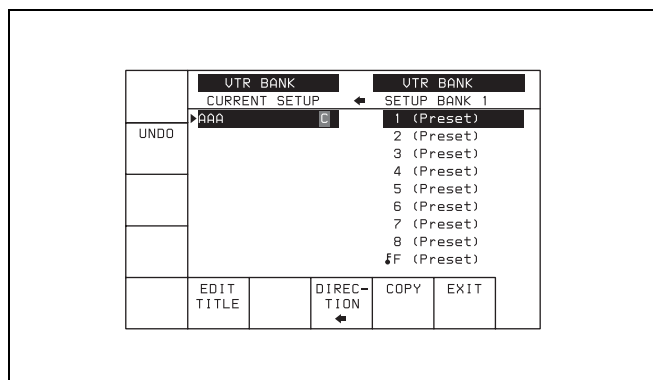 VTR BANK VTR BANK
CURRENT SETUP ← SETUP BANK 1
▶AAA C 1 (Preset)
UNDO 2 (Preset)
3 (Preset)
4 (Preset)
5 (Preset)
6 (Preset)
7 (Preset)
8 (Preset)
F (Preset)
EDIT TITLE
DIREC-TION ←
COPY
EXIT